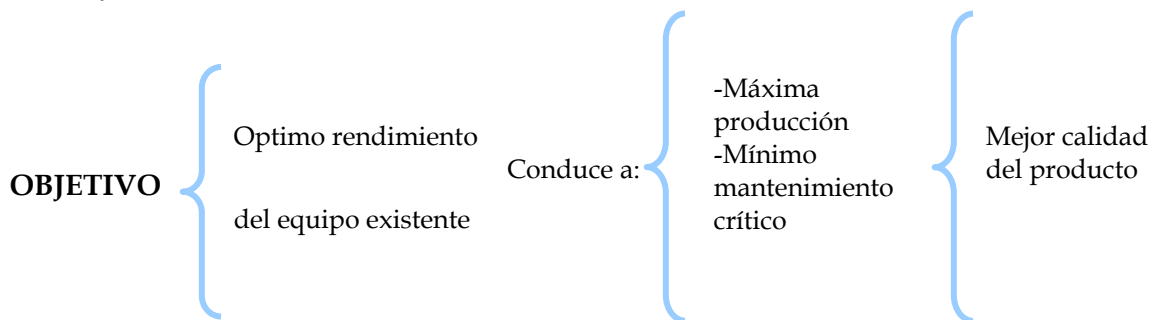 OBJETIVO
Optimo rendimiento
del equipo existente
Conduce a:
-Máxima
producción
-Mínimo
mantenimiento
crítico
Mejor calidad
del producto